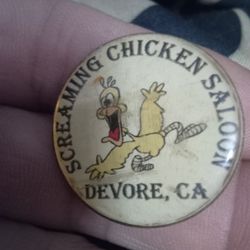 SCREAMING CHICKEN SALOON
DEVORE, CA